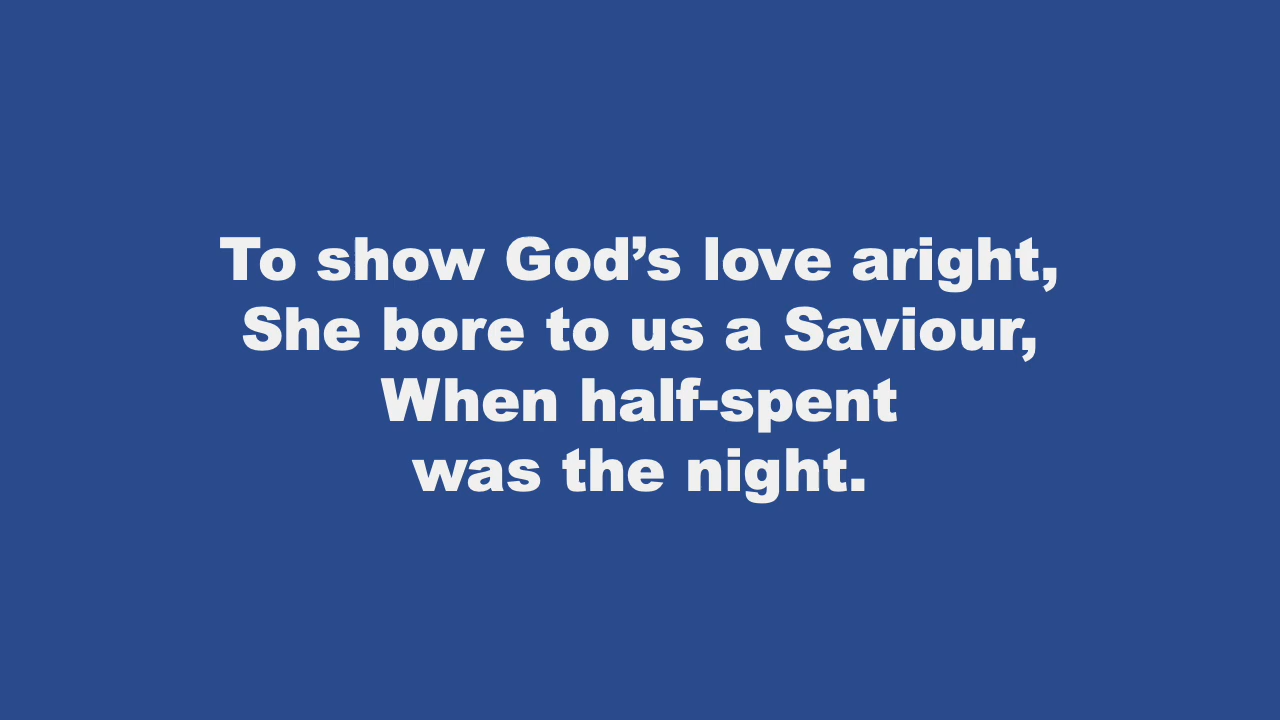 To show God’s love aright,
She bore to us a Saviour,
When half-spent
was the night.